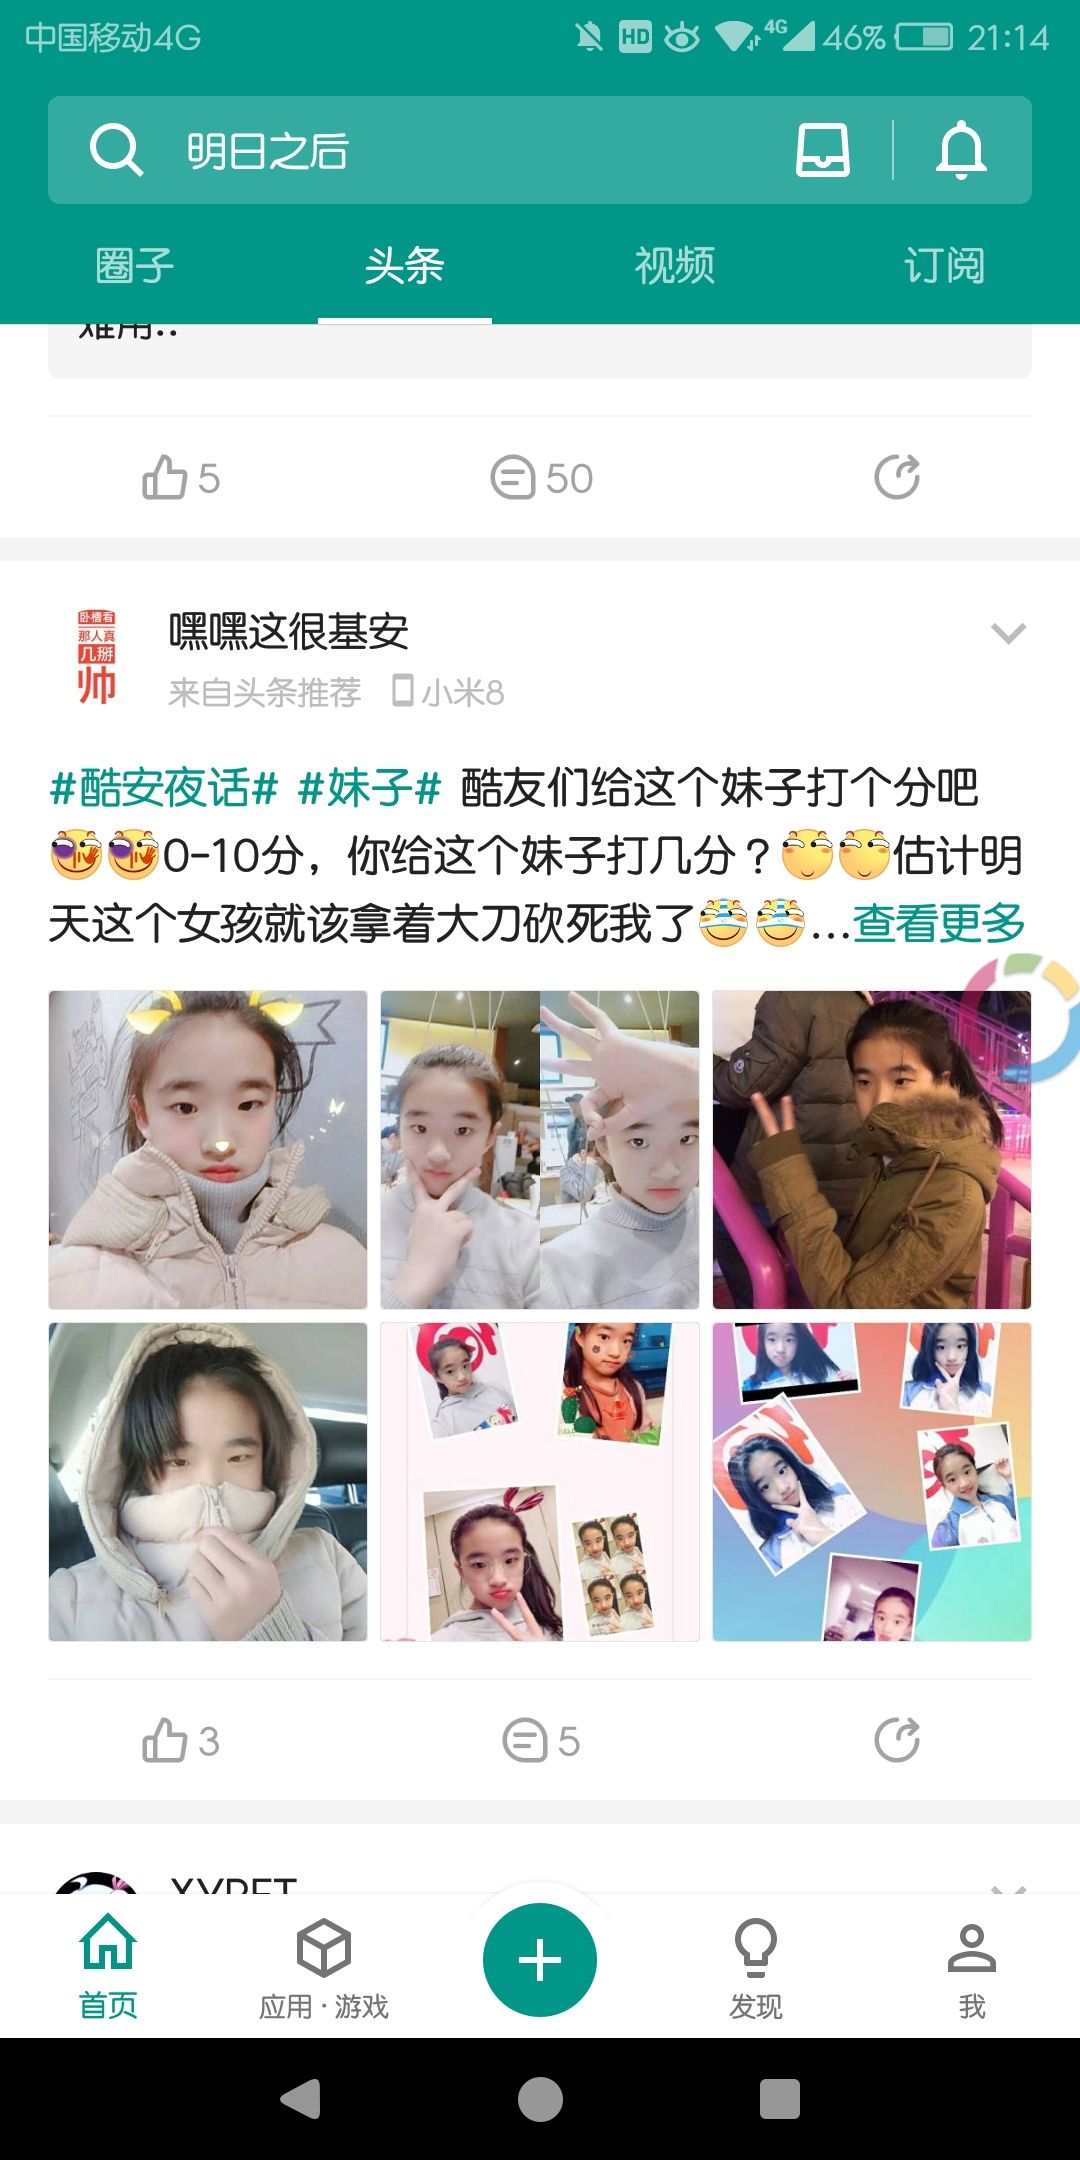 中国移动4G
HD
4G
46%
21:14
明日之后
圈子
头条
视频
订阅
难用..
5
50
卧槽看
那人真
几掰
帅
嘿嘿这很基安
来自头条推荐 小米8
#酷安夜话# #妹子# 酷友们给这个妹子打个分吧
0-10分，你给这个妹子打几分？估计明
天这个女孩就该拿着大刀砍死我了...查看更多
3
5
首页
应用·游戏
发现
我